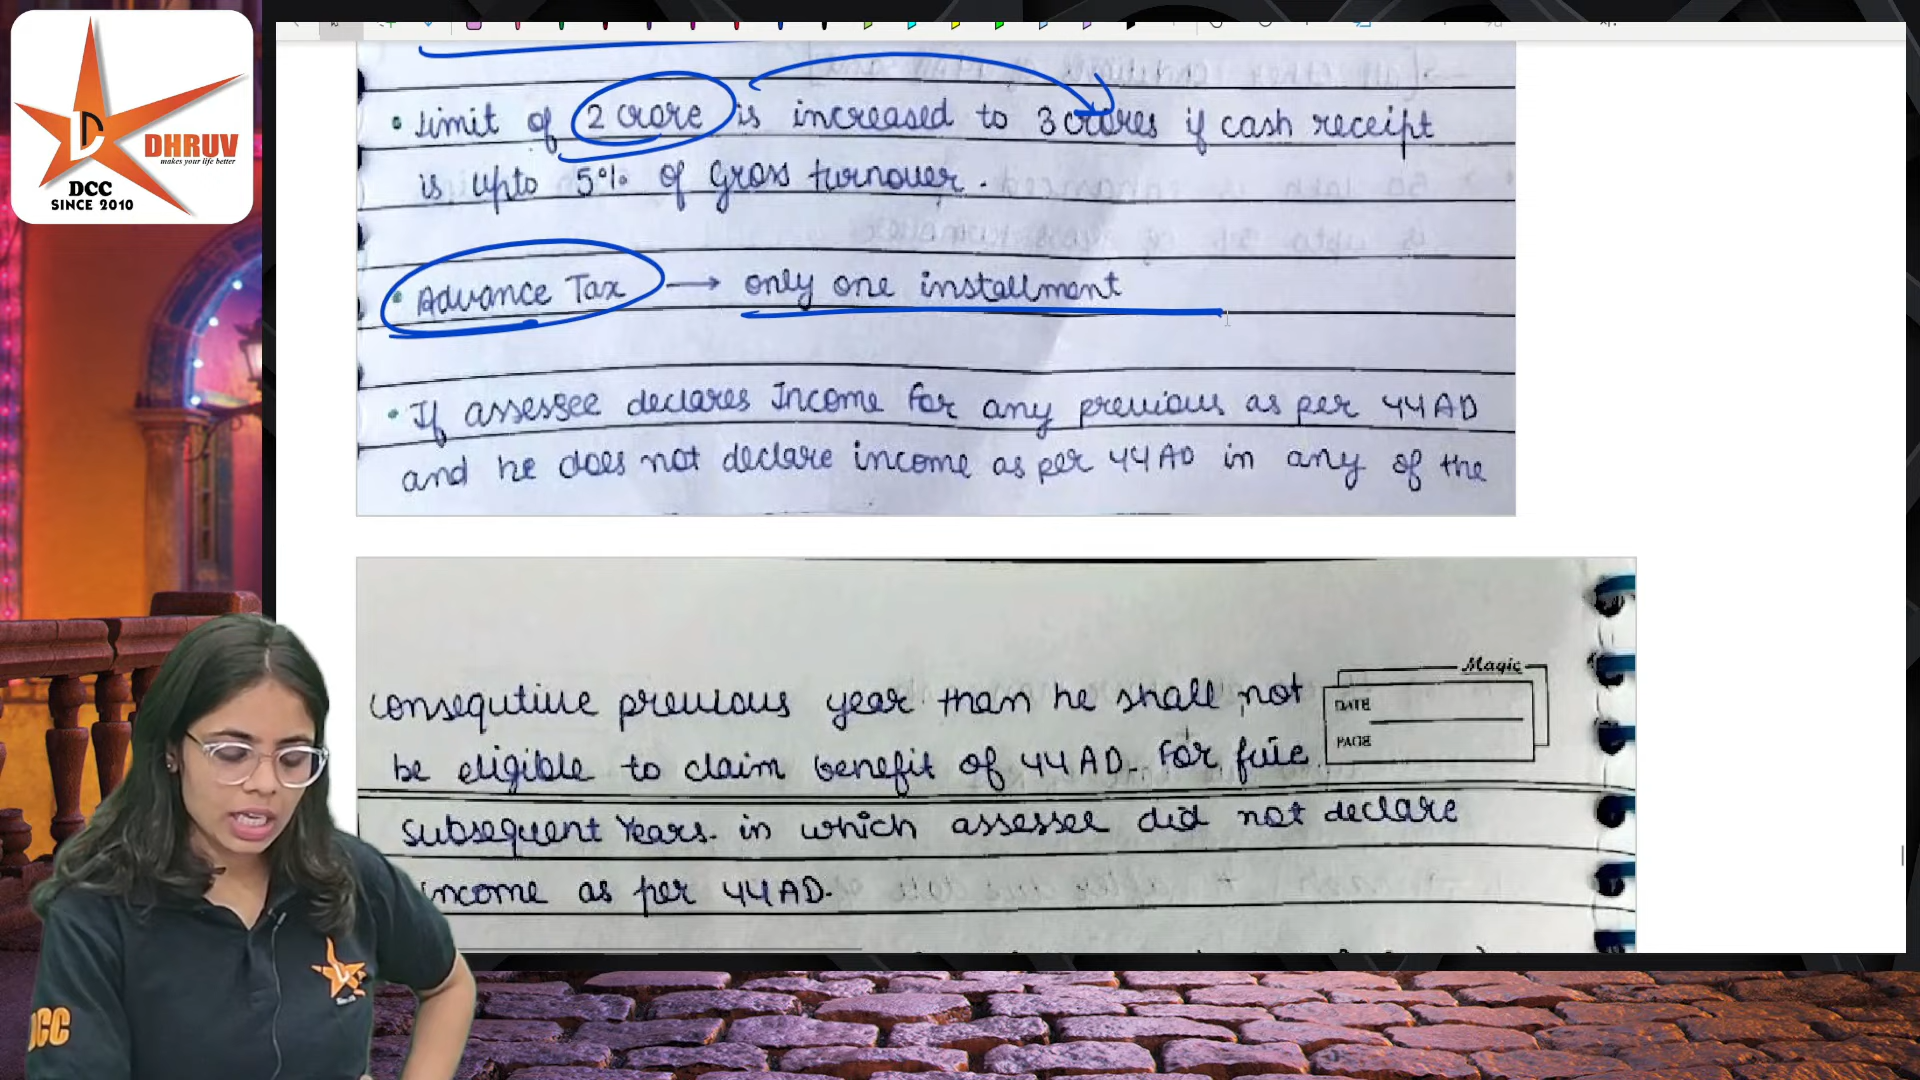 DHRUV
makes your life better
DCC
SINCE 2010
• limit of 2 crore is increased to 3 crores if cash receipt
is upto 5% of Gross turnover.
• Advance Tax → only one installment
• If assessee declares Income for any previous as per 44AD
and he does not declare income as per 44AD in any of the
Magic
DATE
PAGE
consequtive previous year than he shall not
be eligible to claim benefit of 44AD. For five
subsequent Years. in which assessee did not declare
income as per 44AD.
DCC